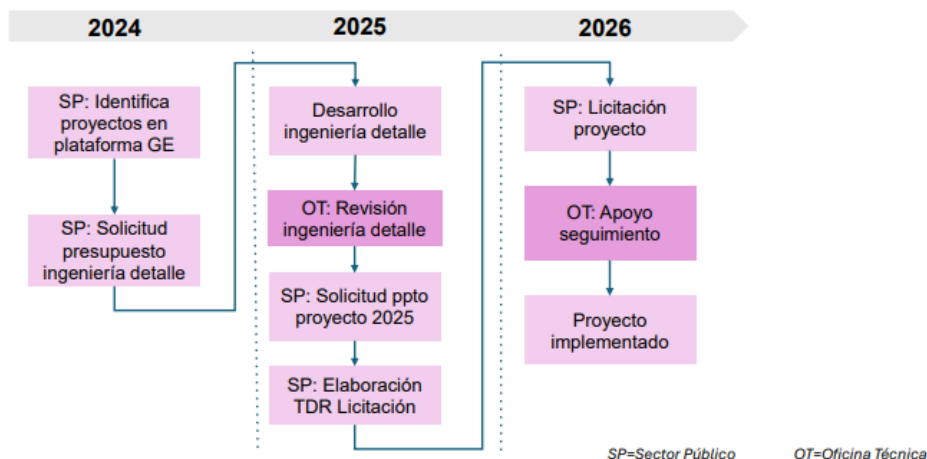 2024
2025
2026
SP: Identifica
proyectos en
plataforma GE
SP: Solicitud
presupuesto
ingeniería detalle
Desarrollo
ingeniería detalle
OT: Revisión
ingeniería detalle
SP: Solicitud ppto
proyecto 2025
SP: Elaboración
TDR Licitación
SP: Licitación
proyecto
OT: Apoyo
seguimiento
Proyecto
implementado
SP=Sector Público
OT=Oficina Técnica